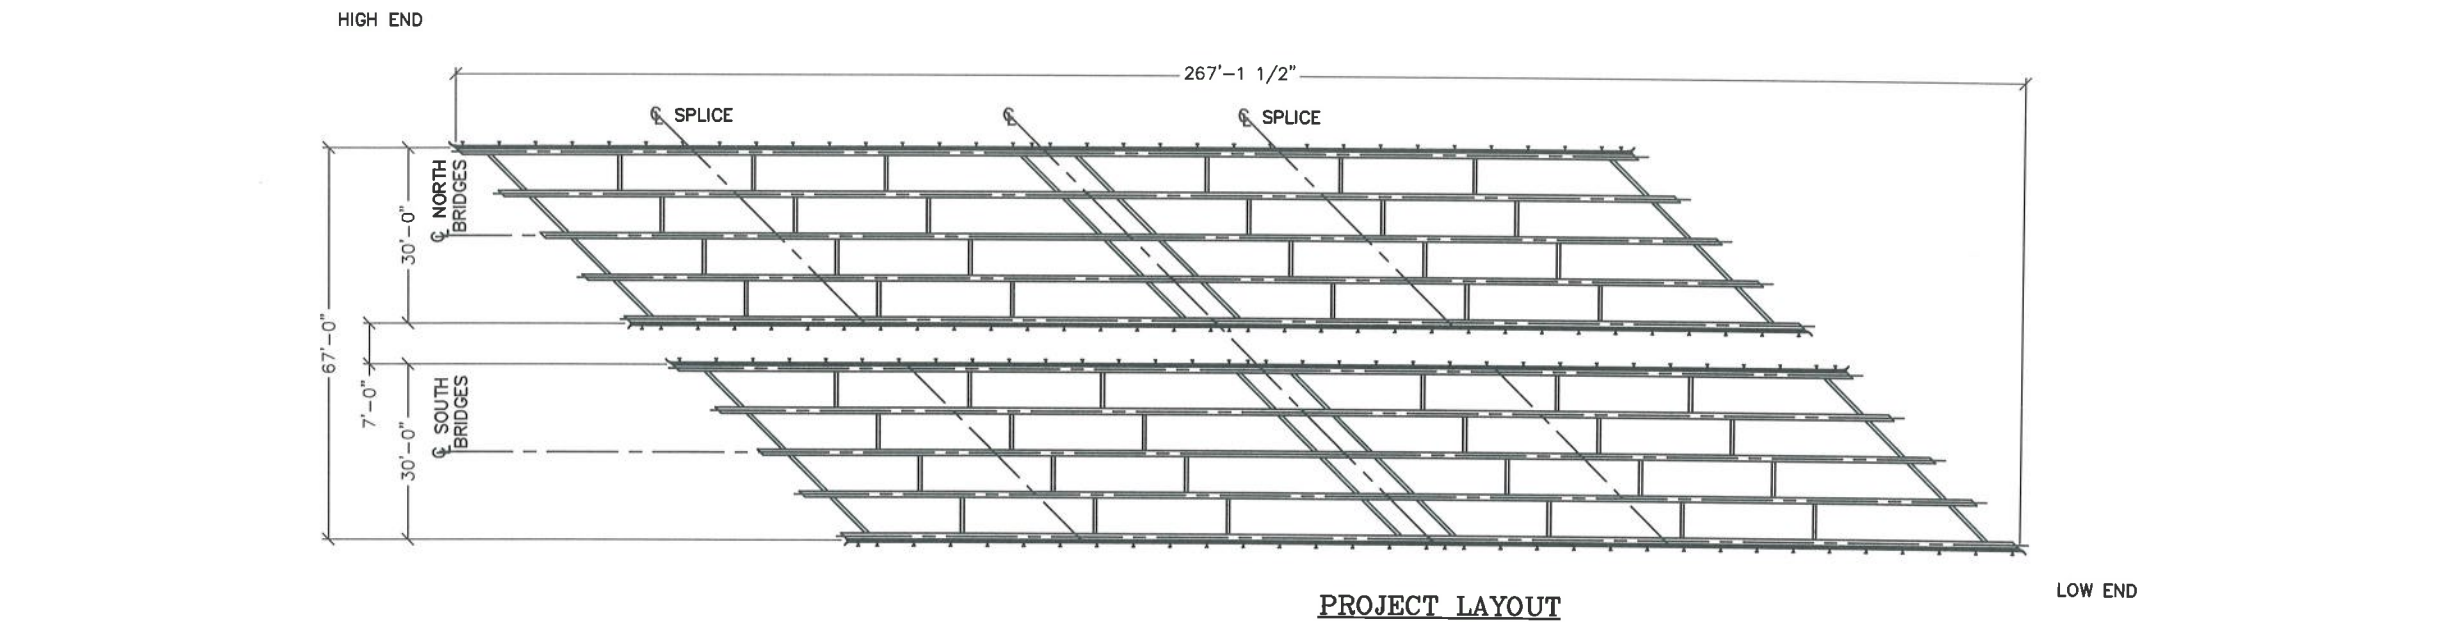 HIGH END
267'-1 1/2"
℄ SPLICE
℄
℄ SPLICE
℄ NORTH
BRIDGES
30'-0"
67'-0"
7'-0"
30'-0"
℄ SOUTH
BRIDGES
LOW END
PROJECT LAYOUT